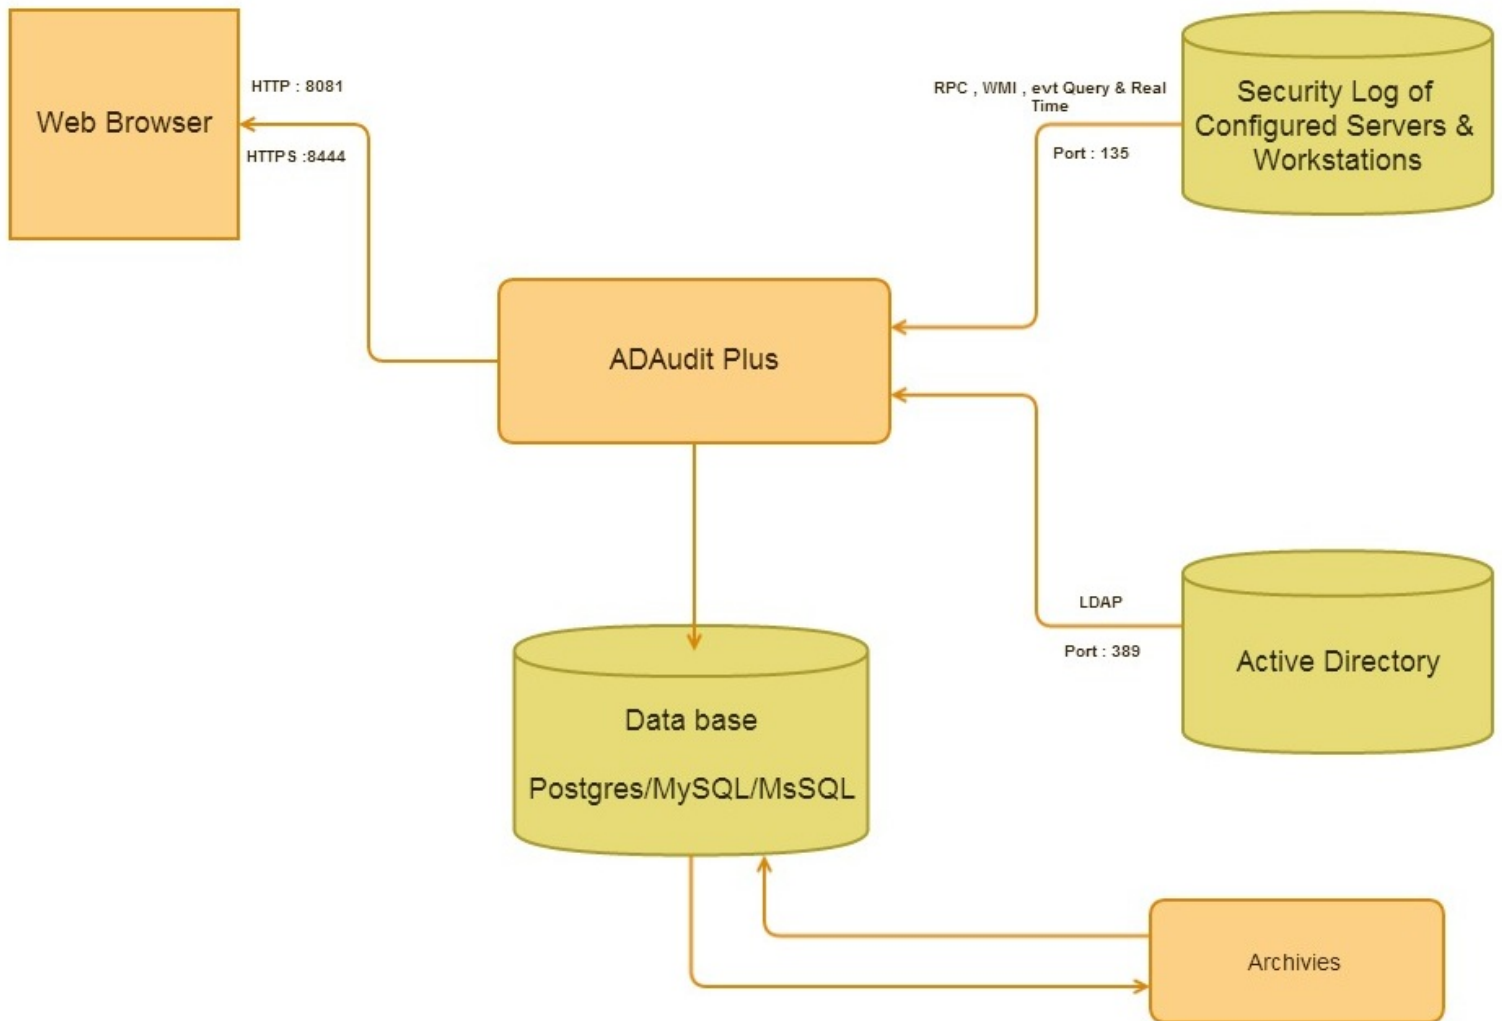 Web Browser
HTTP : 8081
HTTPS :8444
RPC , WMI , evt Query & Real
Time
Port : 135
Security Log of
Configured Servers &
Workstations
ADAudit Plus
LDAP
Port : 389
Active Directory
Data base
Postgres/MySQL/MsSQL
Archivies